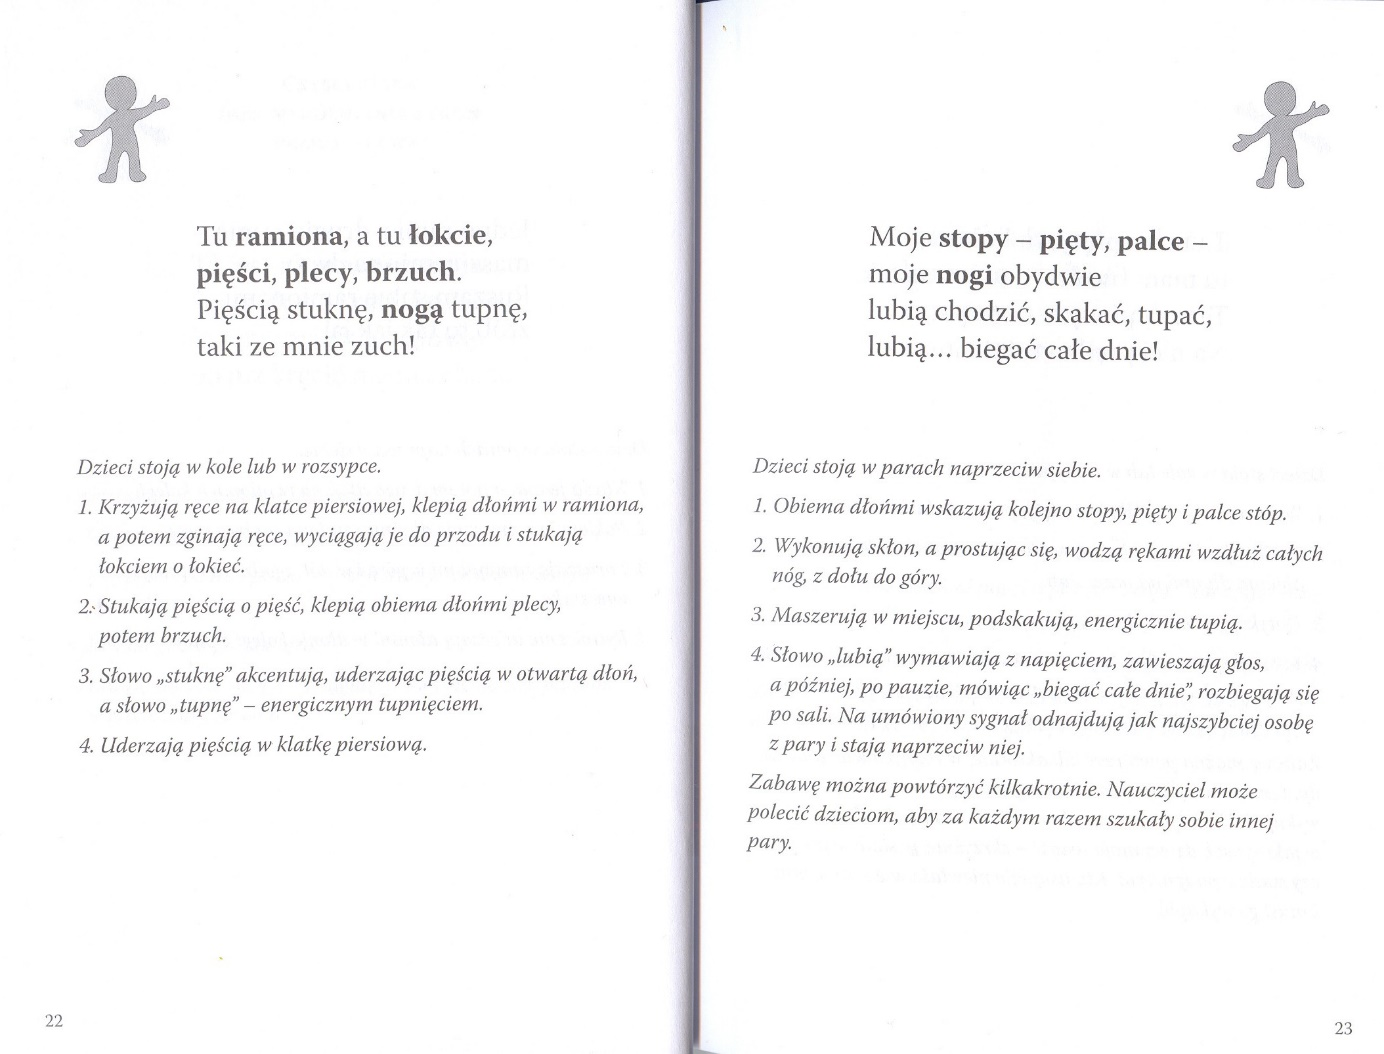 Tu ramiona, a tu łokcie,
pięści, plecy, brzuch.
Pięścią stuknę, nogą tupnę,
taki ze mnie zuch!
Dzieci stoją w kole lub w rozsypce.
1. Krzyżują ręce na klatce piersiowej, klepią dłońmi w ramiona,
a potem zginają ręce, wyciągają je do przodu i stukają
łokciem o łokieć.
2. Stukają pięścią o pięść, klepią obiema dłońmi plecy,
potem brzuch.
3. Słowo „stuknę” akcentują, uderzając pięścią w otwartą dłoń,
a słowo „tupnę” – energicznym tupnięciem.
4. Uderzają pięścią w klatkę piersiową.
22
Moje stopy – pięty, palce –
moje nogi obydwie
lubią chodzić, skakać, tupać,
lubią… biegać całe dnie!
Dzieci stoją w parach naprzeciw siebie.
1. Obiema dłońmi wskazują kolejno stopy, pięty i palce stóp.
2. Wykonują skłon, a prostując się, wodzą rękami wzdłuż całych
nóg, z dołu do góry.
3. Maszerują w miejscu, podskakują, energicznie tupią.
4. Słowo „lubią” wymawiają z napięciem, zawieszają głos,
a później, po pauzie, mówiąc „biegać całe dnie”, rozbiegają się
po sali. Na umówiony sygnał odnajdują jak najszybciej osobę
z pary i stają naprzeciw niej.
Zabawę można powtórzyć kilkakrotnie. Nauczyciel może
polecić dzieciom, aby za każdym razem szukały sobie innej
pary.
23